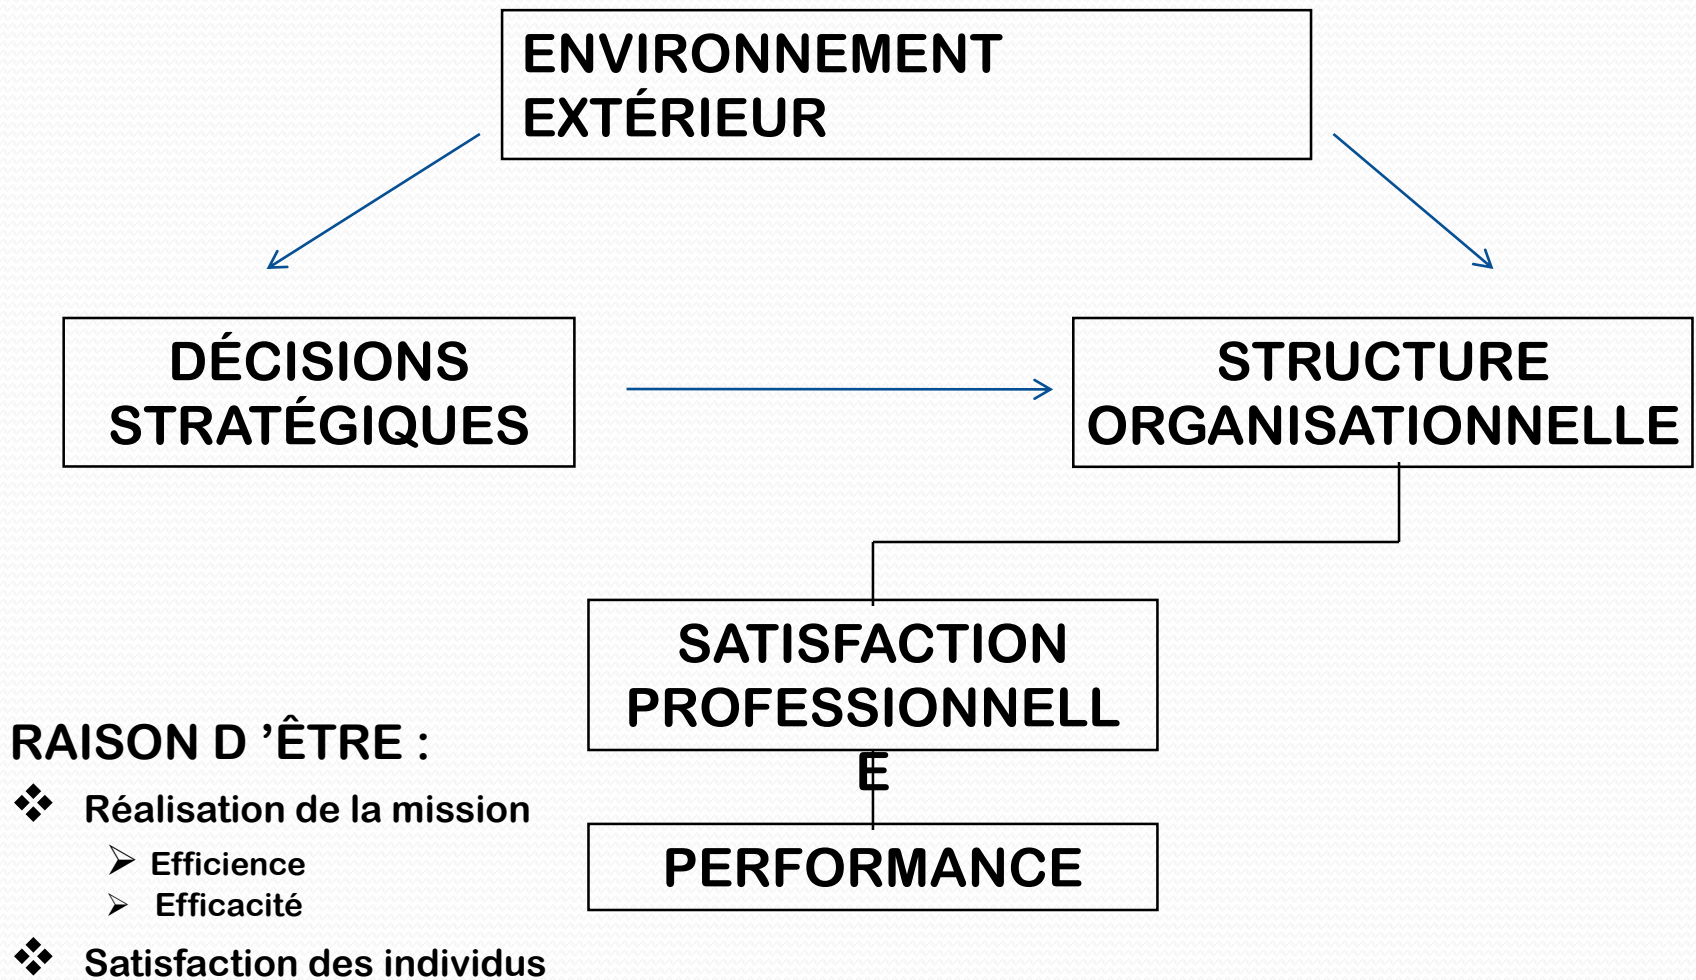 ENVIRONNEMENT
EXTÉRIEUR
DÉCISIONS
STRATÉGIQUES
STRUCTURE
ORGANISATIONNELLE
SATISFACTION
PROFESSIONNELL
E
PERFORMANCE
RAISON D ’ÊTRE :
Réalisation de la mission
Efficience
Efficacité
Satisfaction des individus